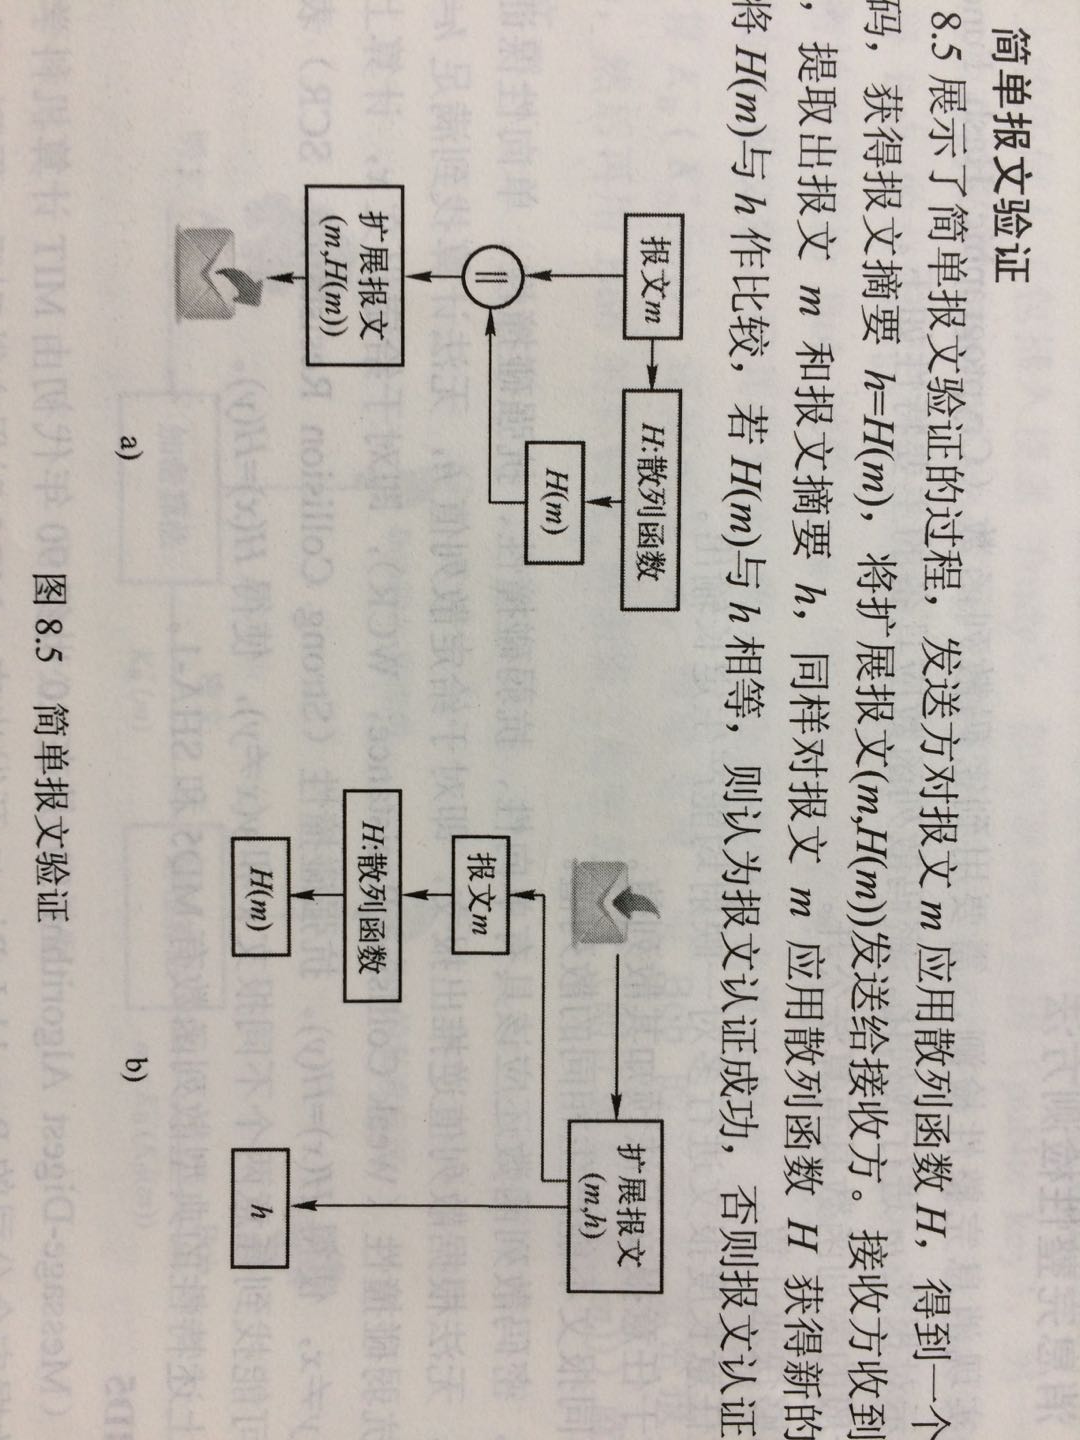 简单报文验证
8.5 展示了简单报文验证的过程，发送方对报文 m 应用散列函数 H，得到一个
码，获得报文摘要 h=H(m)，将扩展报文(m,H(m))发送给接收方。接收方收到
，提取出报文 m 和报文摘要 h，同样对报文 m 应用散列函数 H 获得新的
将 H(m)与 h 作比较，若 H(m)与 h 相等，则认为报文认证成功，否则报文认证
报文m
H:散列函数
H(m)
||
扩展报文
(m,H(m))
a)
扩展报文
(m,h)
报文m
H:散列函数
H(m)
h
b)
图 8.5 简单报文验证